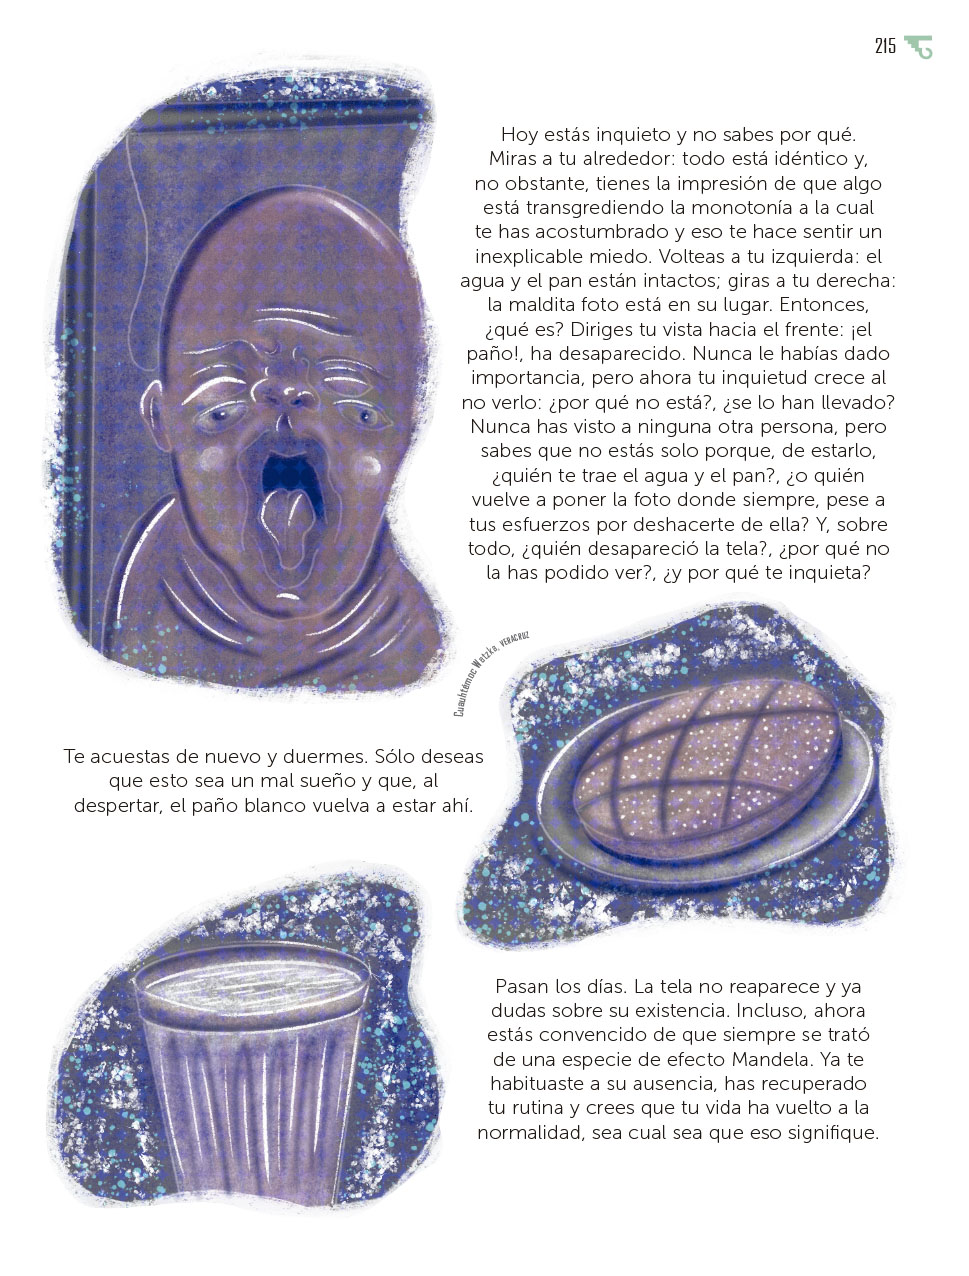 215
Hoy estás inquieto y no sabes por qué.
Miras a tu alrededor: todo está idéntico y,
no obstante, tienes la impresión de que algo
está transgrediendo la monotonía a la cual
te has acostumbrado y eso te hace sentir un
inexplicable miedo. Volteas a tu izquierda: el
agua y el pan están intactos; giras a tu derecha:
la maldita foto está en su lugar. Entonces,
¿qué es? Diriges tu vista hacia el frente: ¡el
paño!, ha desaparecido. Nunca le habías dado
importancia, pero ahora tu inquietud crece al
no verlo: ¿por qué no está?, ¿se lo han llevado?
Nunca has visto a ninguna otra persona, pero
sabes que no estás solo porque, de estarlo,
¿quién te trae el agua y el pan?, ¿o quién
vuelve a poner la foto donde siempre, pese a
tus esfuerzos por deshacerte de ella? Y, sobre
todo, ¿quién desapareció la tela?, ¿por qué no
la has podido ver?, ¿y por qué te inquieta?
Cuauhtémoc Wetzka, VERACRUZ
Te acuestas de nuevo y duermes. Sólo deseas
que esto sea un mal sueño y que, al
despertar, el paño blanco vuelva a estar ahí.
Pasan los días. La tela no reaparece y ya
dudas sobre su existencia. Incluso, ahora
estás convencido de que siempre se trató
de una especie de efecto Mandela. Ya te
habituaste a su ausencia, has recuperado
tu rutina y crees que tu vida ha vuelto a la
normalidad, sea cual sea que eso signifique.